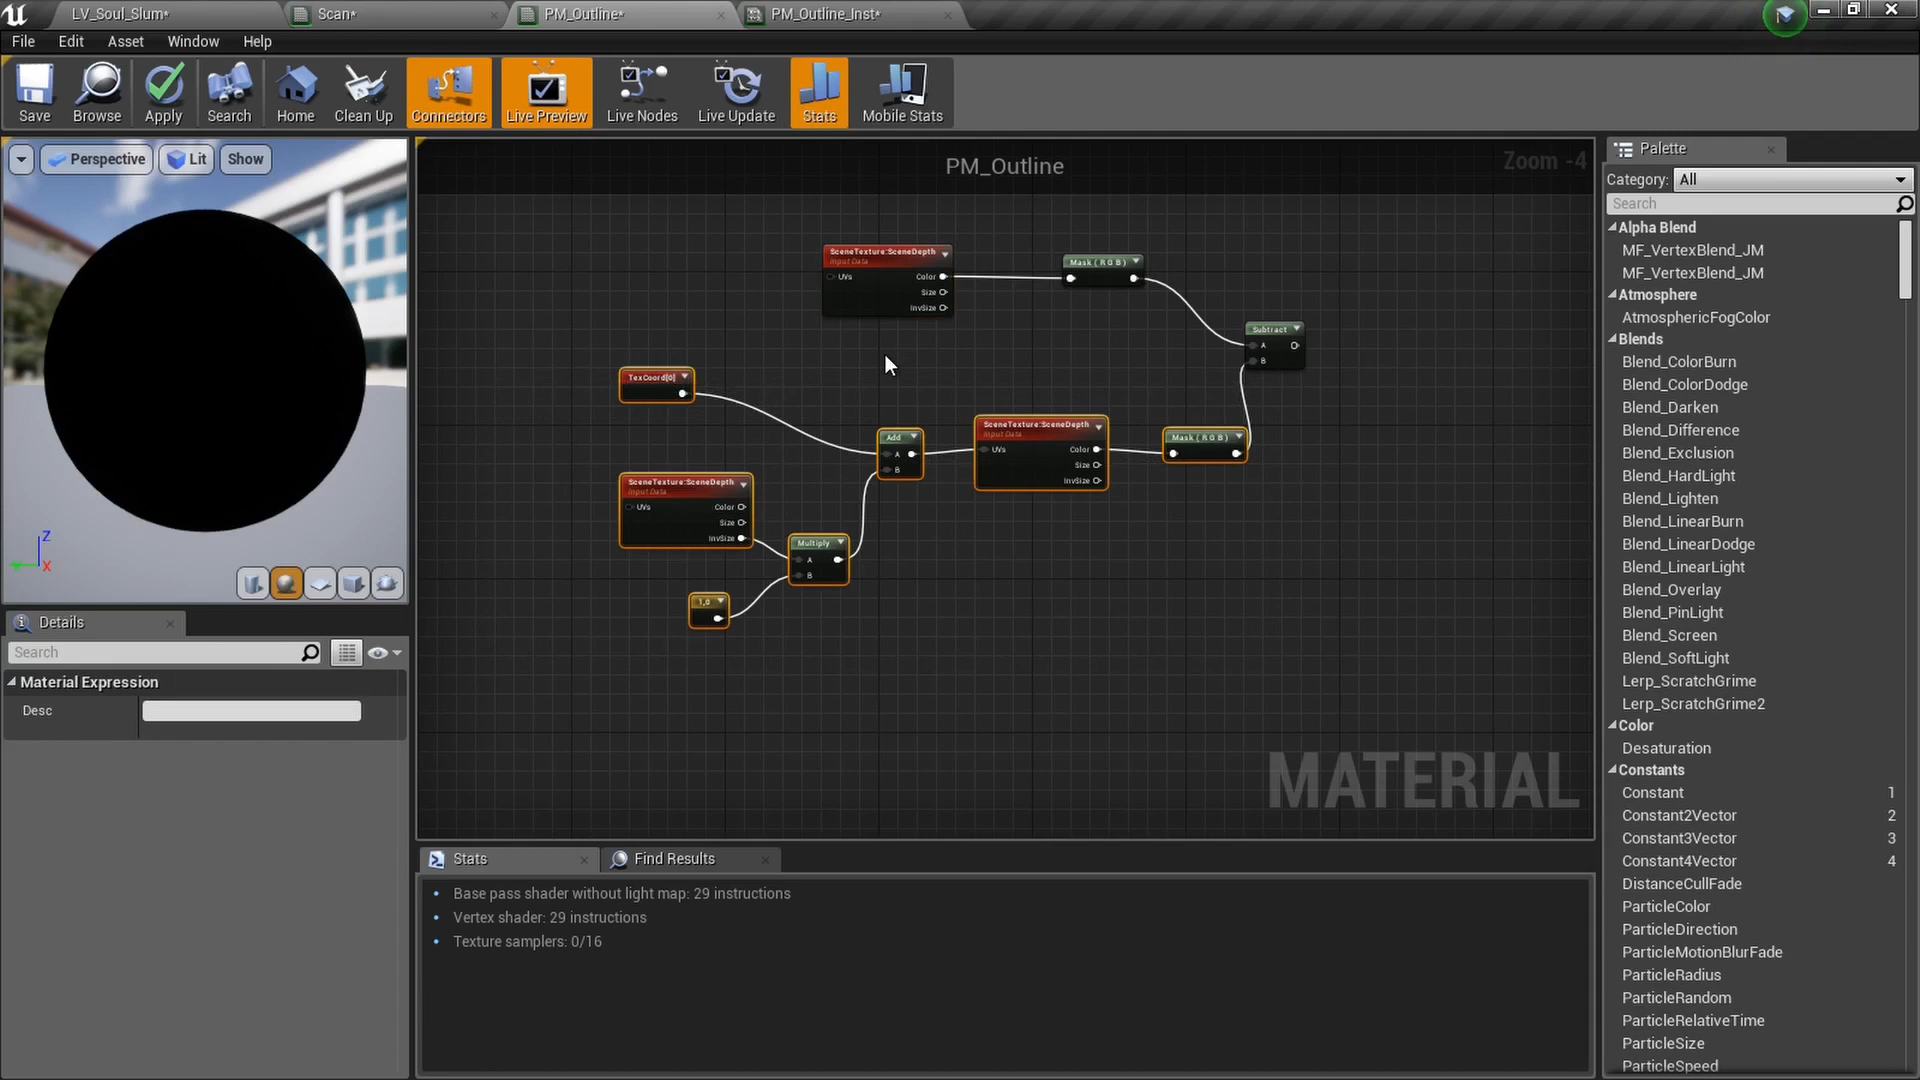 LV_Soul_Slum*
Scan*
PM_Outline*
PM_Outline_Inst*
File
Edit
Asset
Window
Help
Save
Browse
Apply
Search
Home
Clean Up
Connectors
Live Preview
Live Nodes
Live Update
Stats
Mobile Stats
Perspective
Lit
Show
Z
X
PM_Outline
Zoom -4
SceneTexture:SceneDepth
Input Data
UVs
Color
Size
InvSize
Mask ( R G B )
Subtract
A
B
TexCoord[0]
Add
A
B
SceneTexture:SceneDepth
Input Data
UVs
Color
Size
InvSize
Mask ( R G B )
SceneTexture:SceneDepth
Input Data
UVs
Color
Size
InvSize
Multiply
A
B
1,0
MATERIAL
Details
Search
Material Expression
Desc
Stats
Find Results
Base pass shader without light map: 29 instructions
Vertex shader: 29 instructions
Texture samplers: 0/16
Palette
Category:
All
Search
Alpha Blend
MF_VertexBlend_JM
MF_VertexBlend_JM
Atmosphere
AtmosphericFogColor
Blends
Blend_ColorBurn
Blend_ColorDodge
Blend_Darken
Blend_Difference
Blend_Exclusion
Blend_HardLight
Blend_Lighten
Blend_LinearBurn
Blend_LinearDodge
Blend_LinearLight
Blend_Overlay
Blend_PinLight
Blend_Screen
Blend_SoftLight
Lerp_ScratchGrime
Lerp_ScratchGrime2
Color
Desaturation
Constants
Constant 1
Constant2Vector 2
Constant3Vector 3
Constant4Vector 4
DistanceCullFade
ParticleColor
ParticleDirection
ParticleMotionBlurFade
ParticleRadius
ParticleRandom
ParticleRelativeTime
ParticleSize
ParticleSpeed